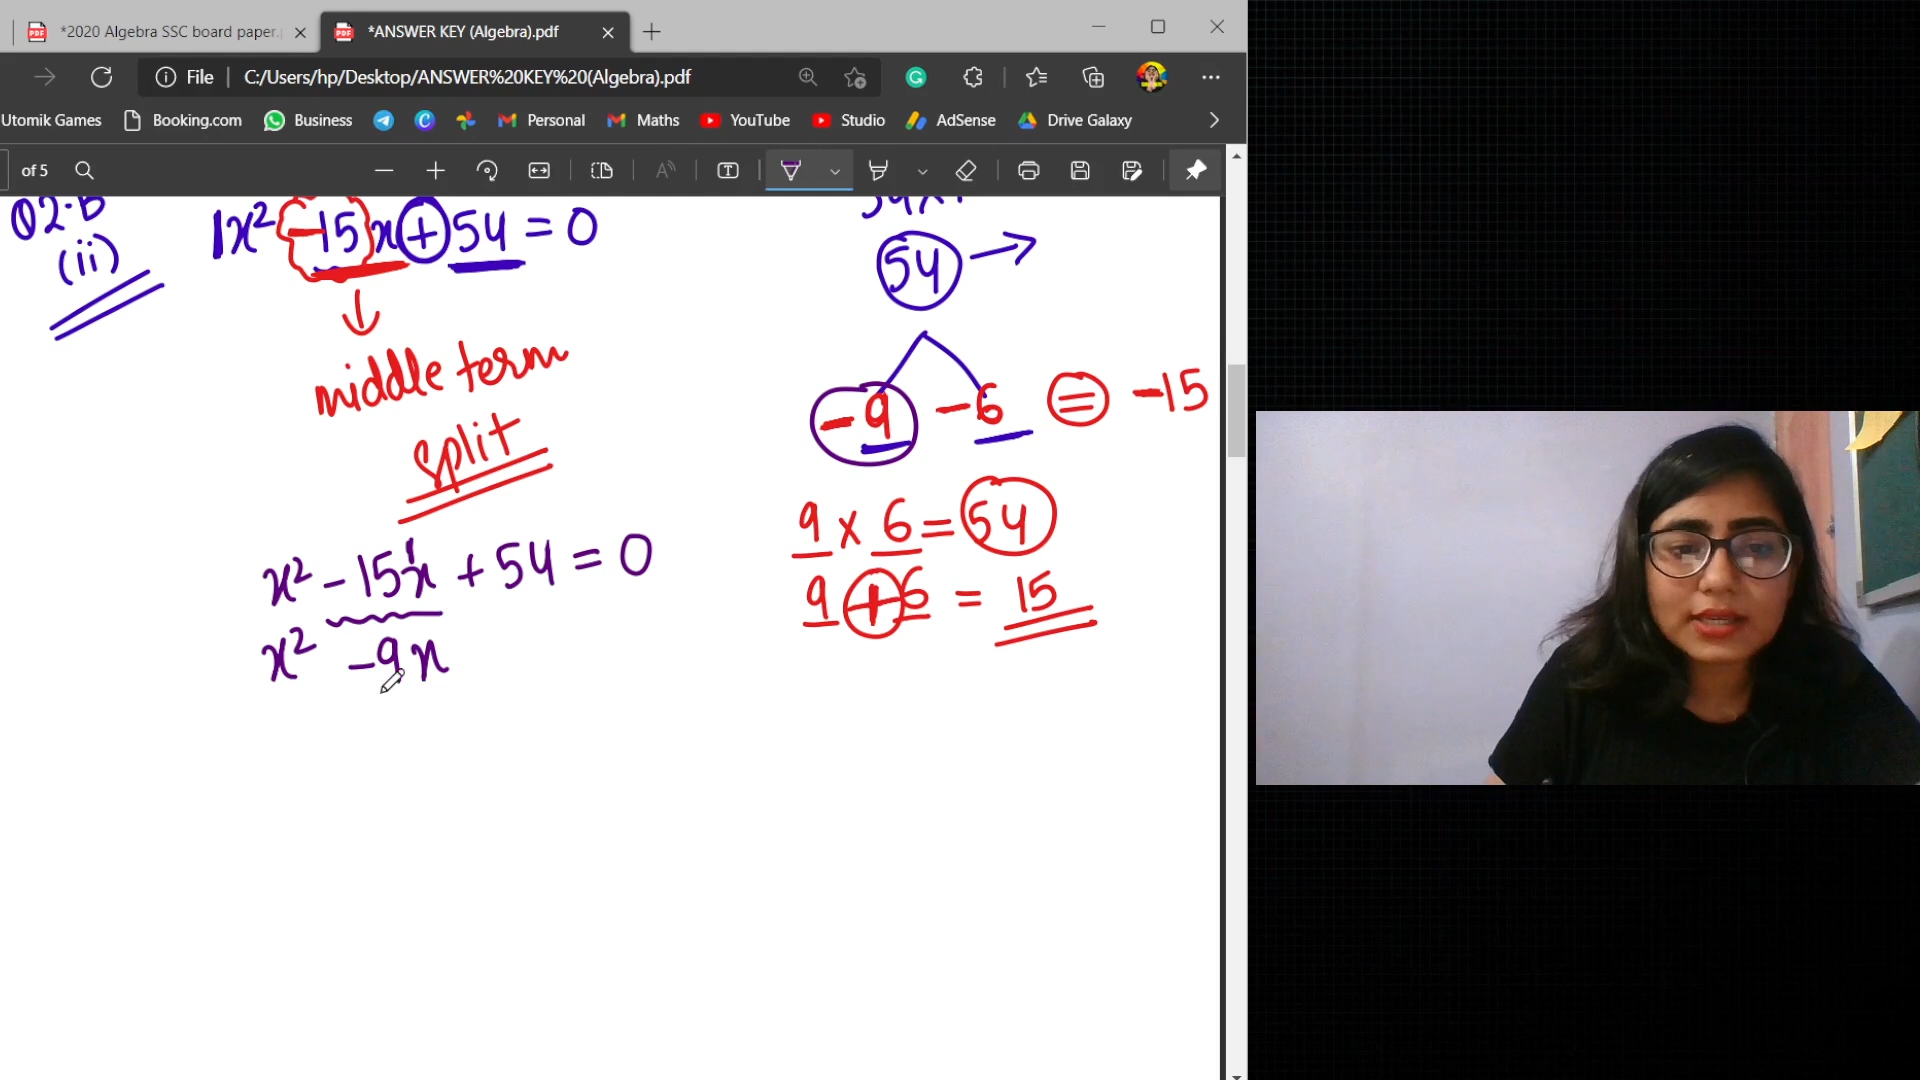 *2020 Algebra SSC board paper.
*ANSWER KEY (Algebra).pdf
File C:/Users/hp/Desktop/ANSWER%20KEY%20(Algebra).pdf
Utomik Games Booking.com Business Personal Maths YouTube Studio AdSense Drive Galaxy
of 5
Q2.B
(ii)
1x² -15x + 54 = 0
middle term
split
x² - 15x + 54 = 0
x² -9x
54
-9 -6 = -15
9 x 6 = 54
9 + 6 = 15